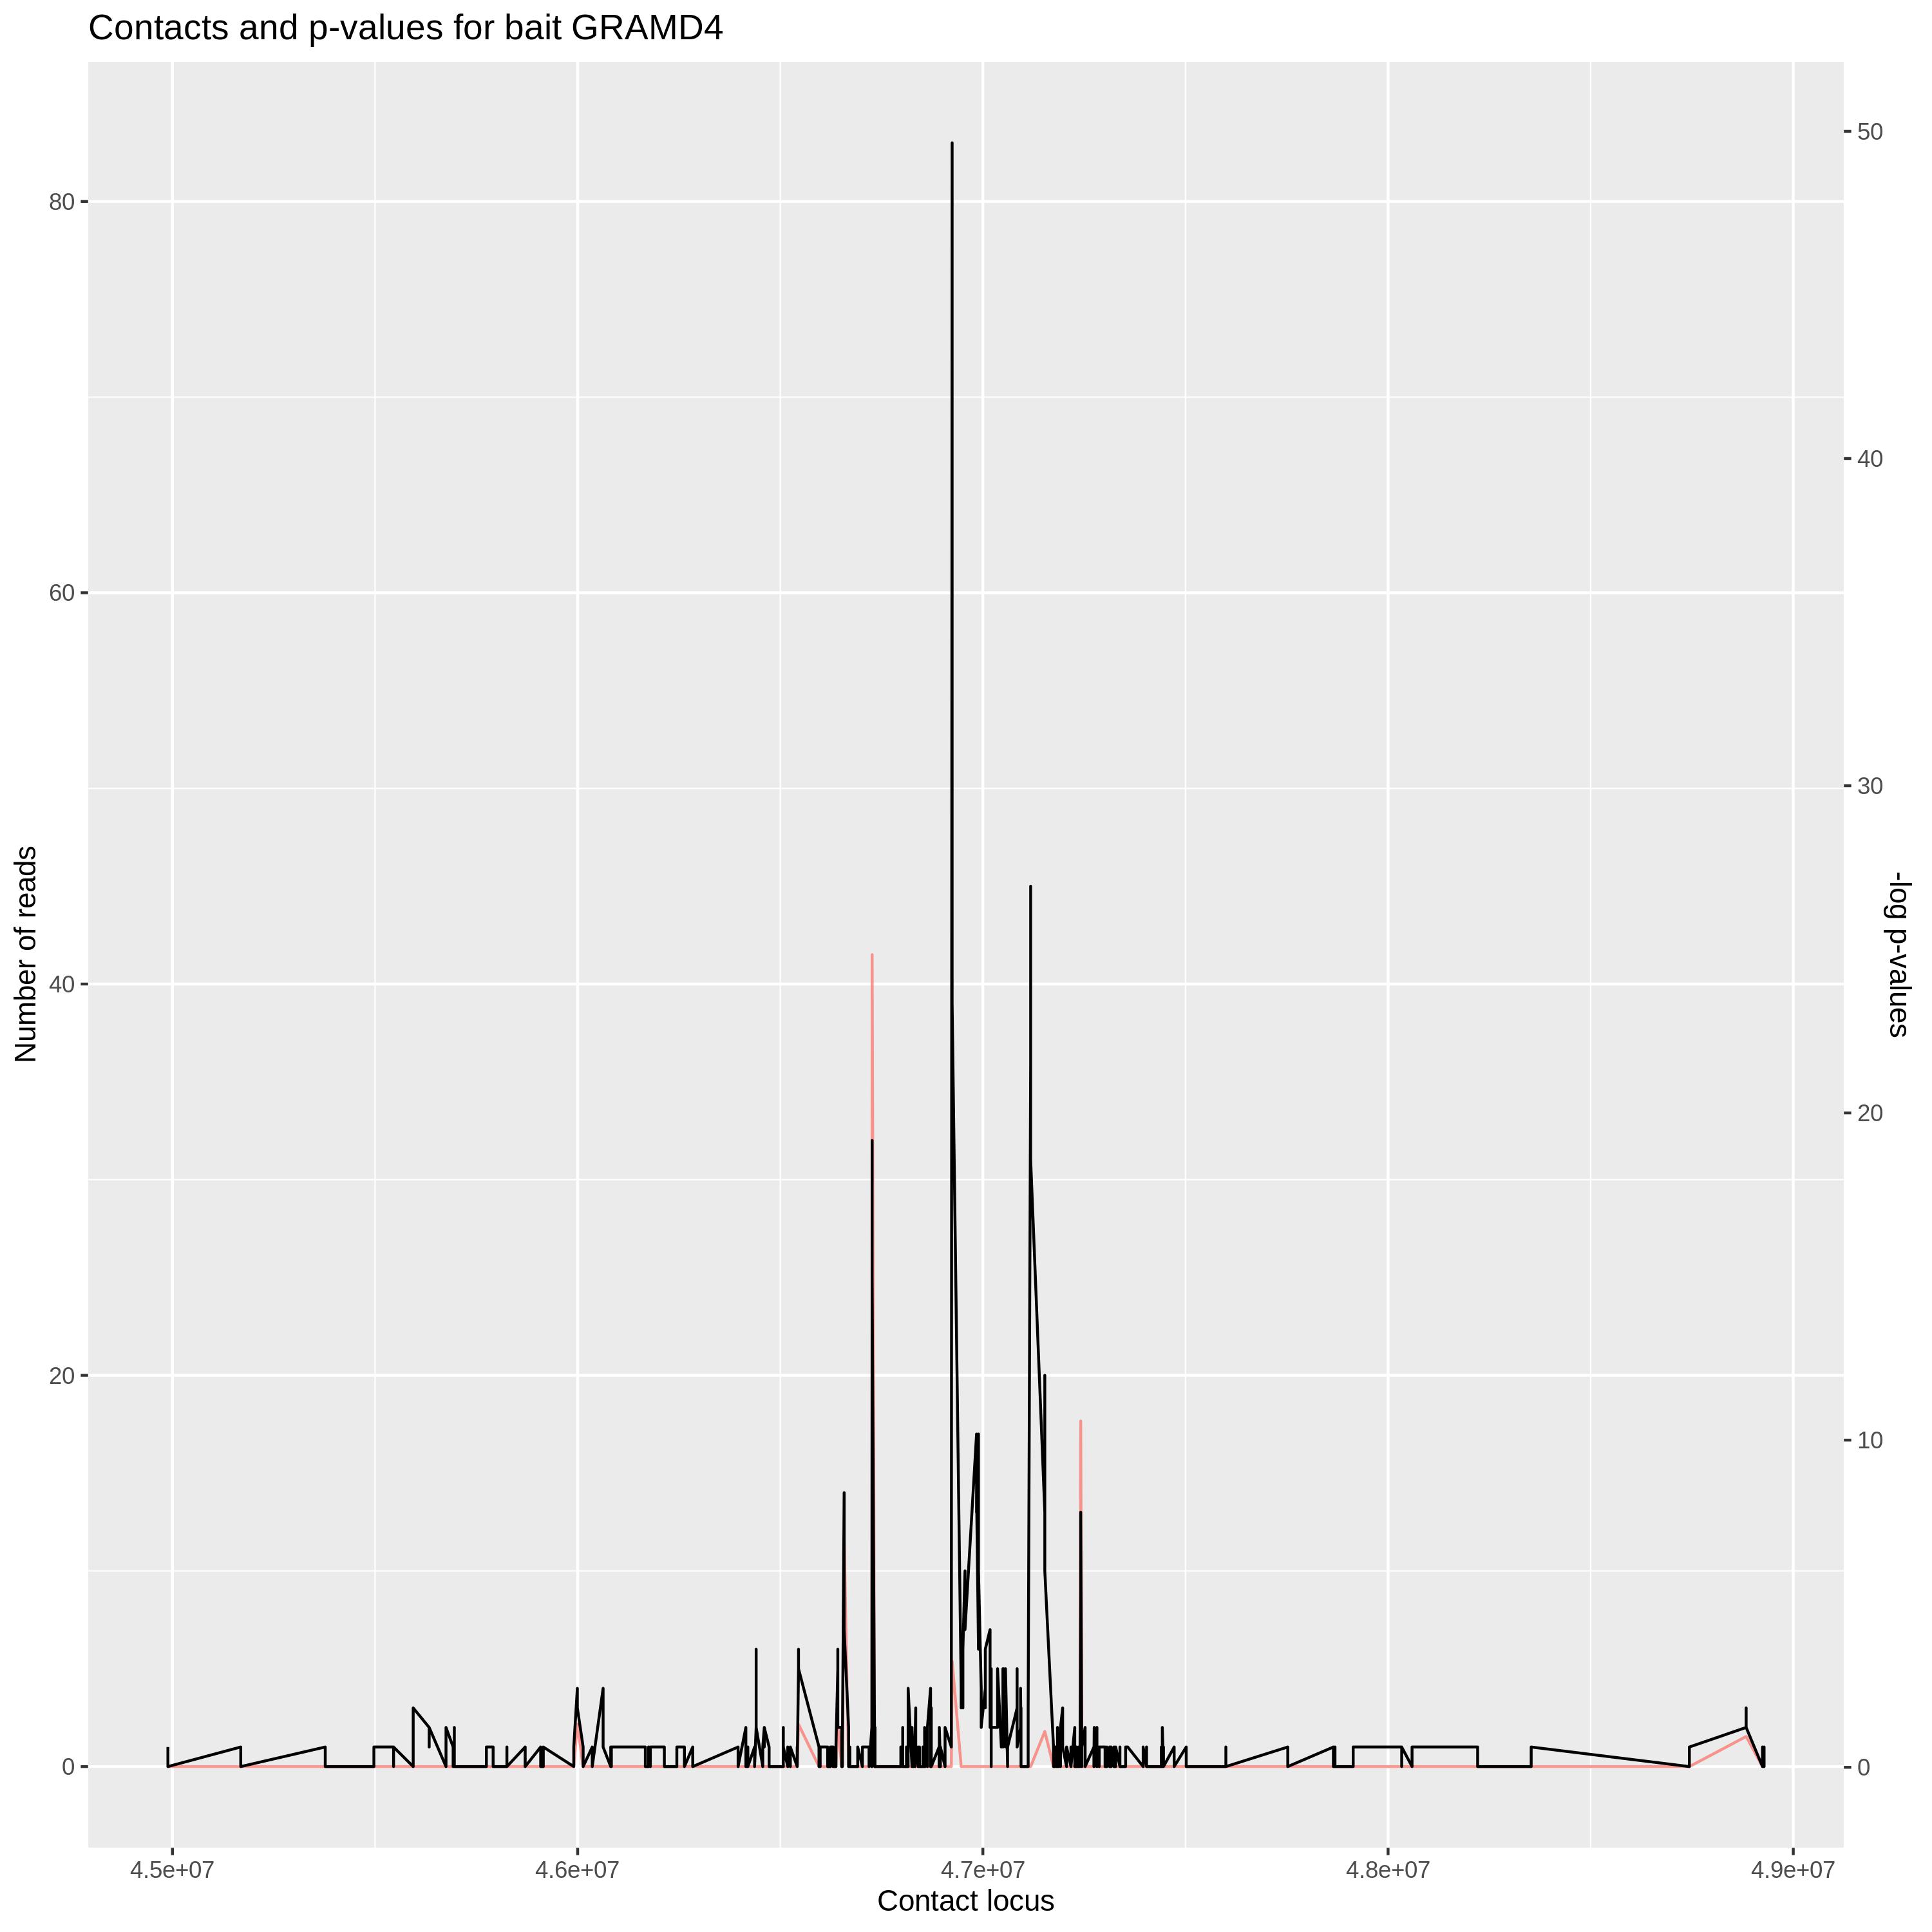 Contacts and p-values for bait GRAMD4
Number of reads
80
60
40
20
0
50
40
30
20
10
0
-log p-values
4.5e+07 4.6e+07 4.7e+07 4.8e+07 4.9e+07
Contact locus